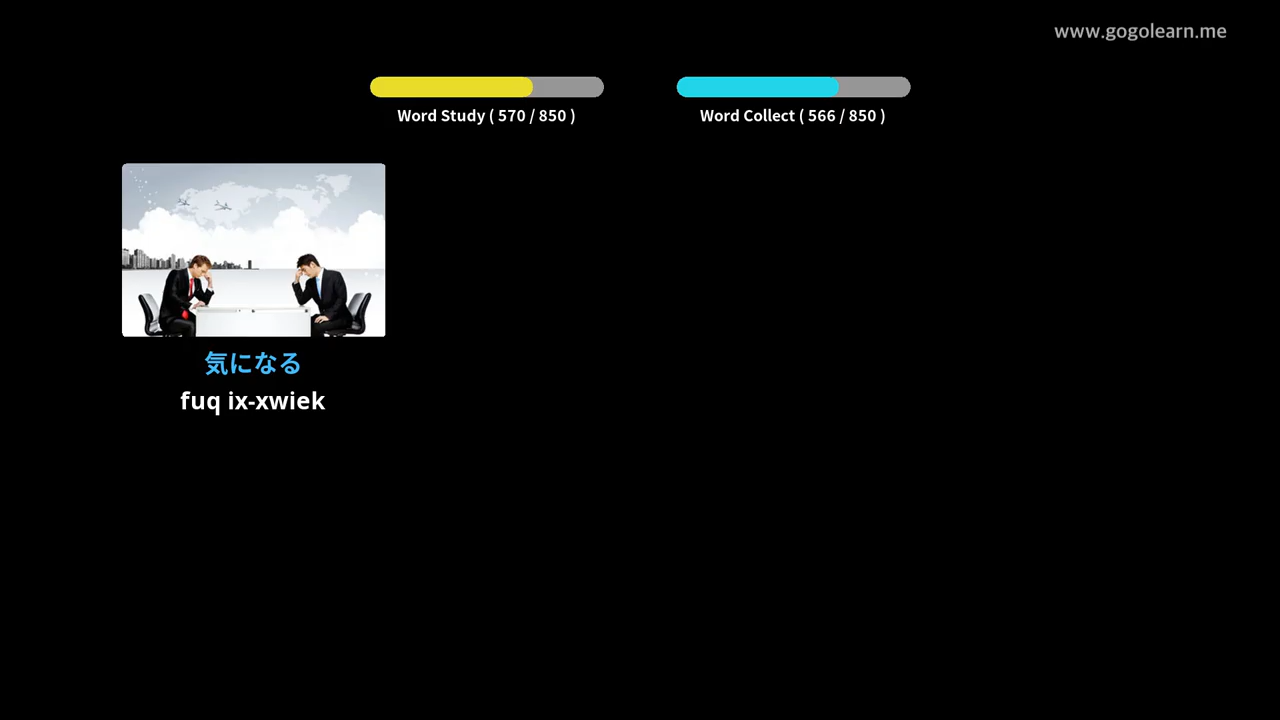 www.gogolearn.me
Word Study ( 570 / 850 )
Word Collect ( 566 / 850 )
気になる
fuq ix-xwiek